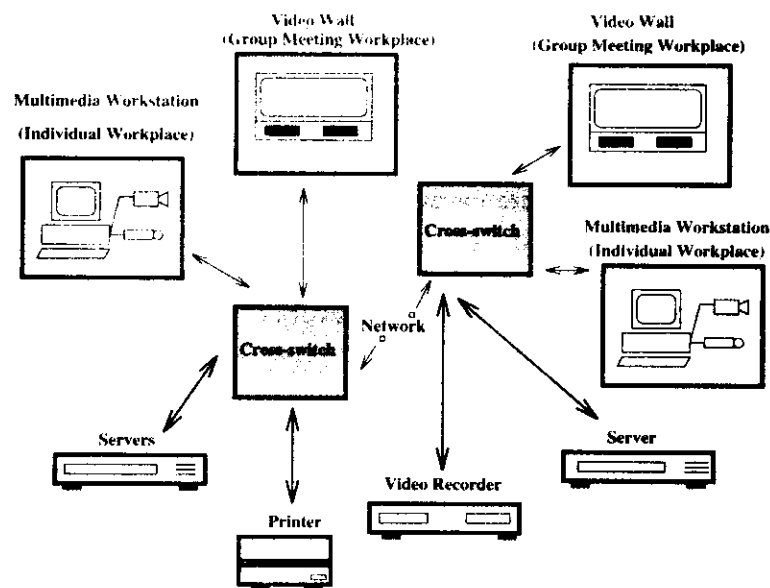 Video Wall
(Group Meeting Workplace)
Video Wall
(Group Meeting Workplace)
Multimedia Workstation
(Individual Workplace)
Cross-switch
Multimedia Workstation
(Individual Workplace)
Network
Cross-switch
Servers
Server
Video Recorder
Printer